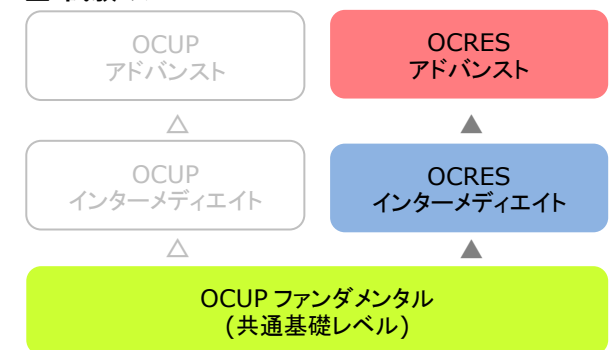 OCUP
アドバンスト
OCRES
アドバンスト
△
▲
OCUP
インターメディエイト
OCRES
インターメディエイト
△
▲
OCUP ファンダメンタル
(共通基礎レベル)